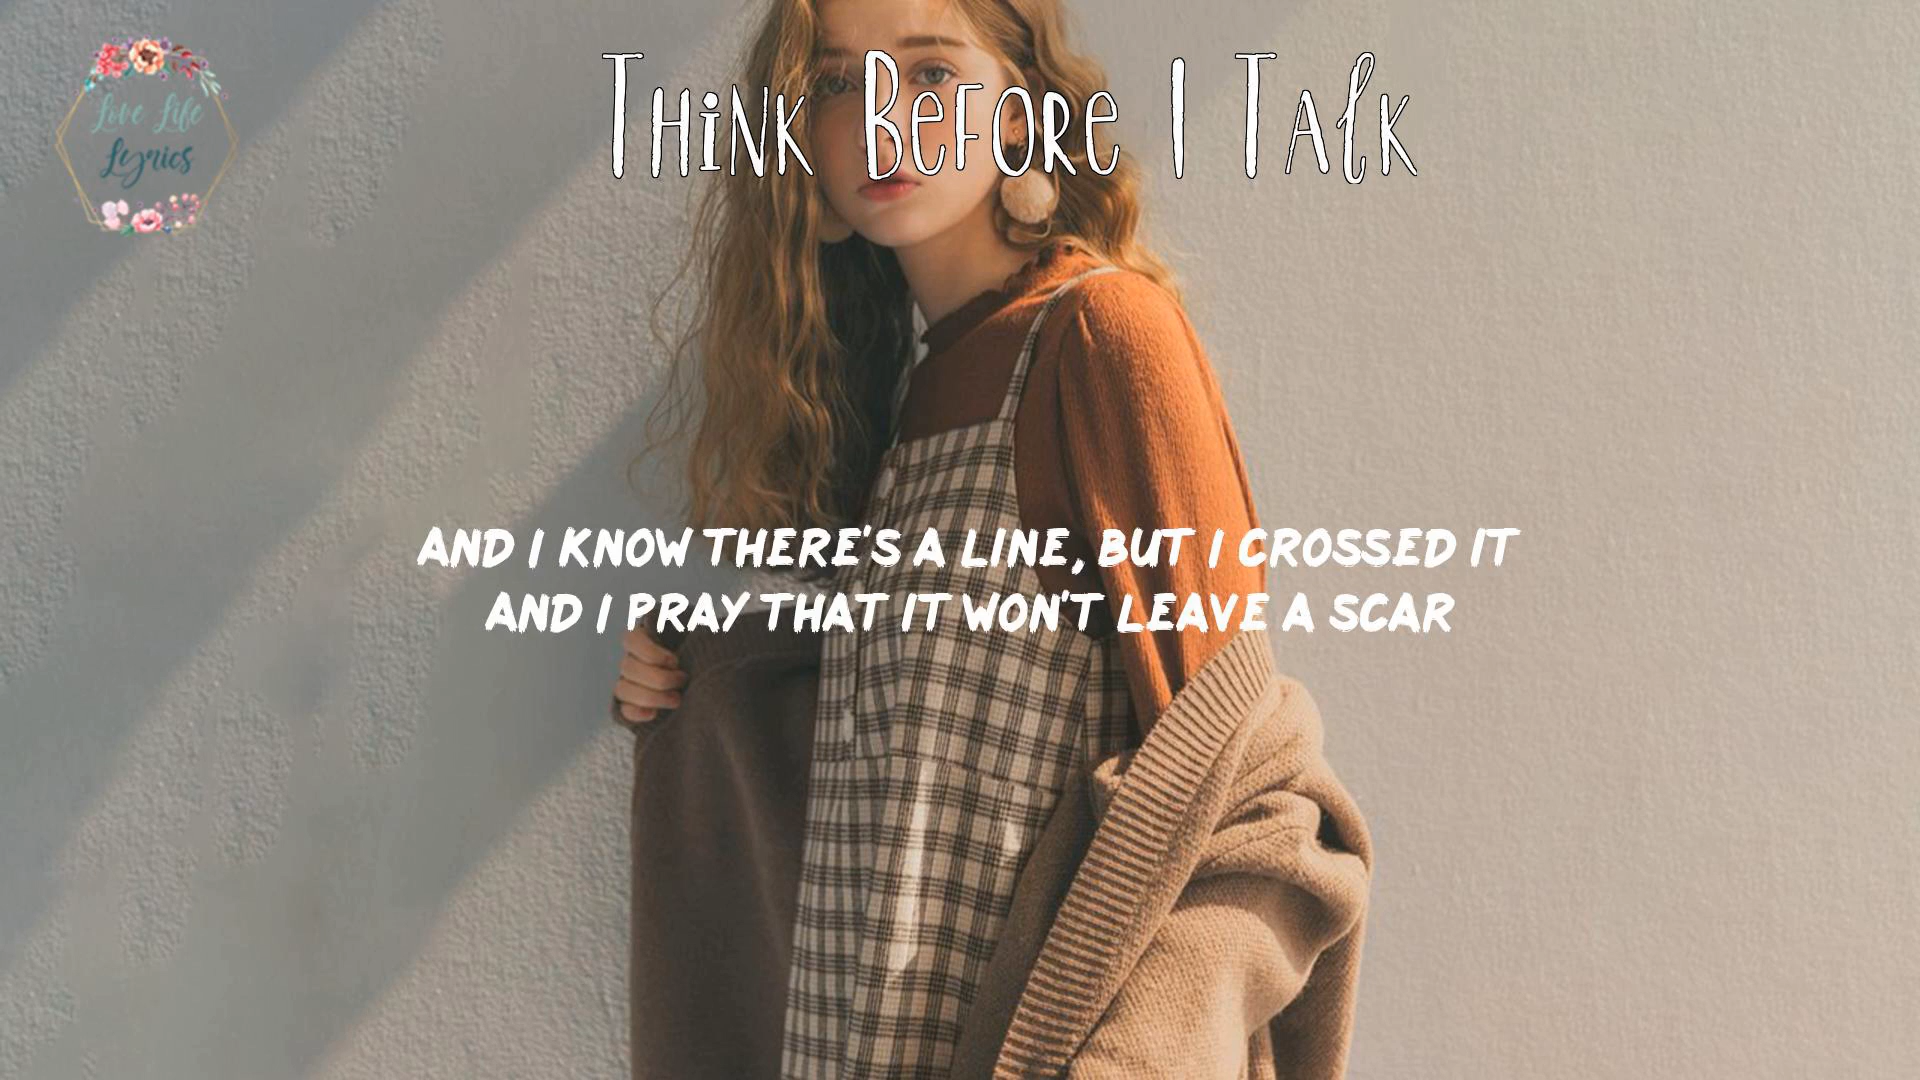 Love Life
Lyrics
Think Before I Talk
AND I KNOW THERE'S A LINE, BUT I CROSSED IT
AND I PRAY THAT IT WON'T LEAVE A SCAR